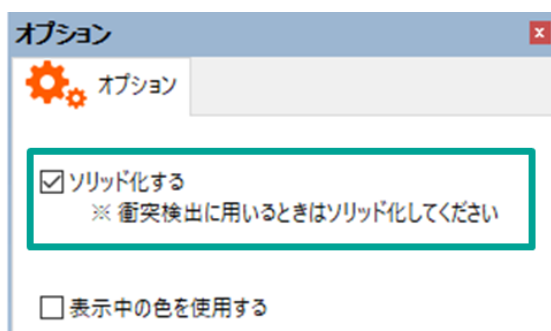 オプション
オプション
ソリッド化する
※ 衝突検出に用いるときはソリッド化してください
表示中の色を使用する